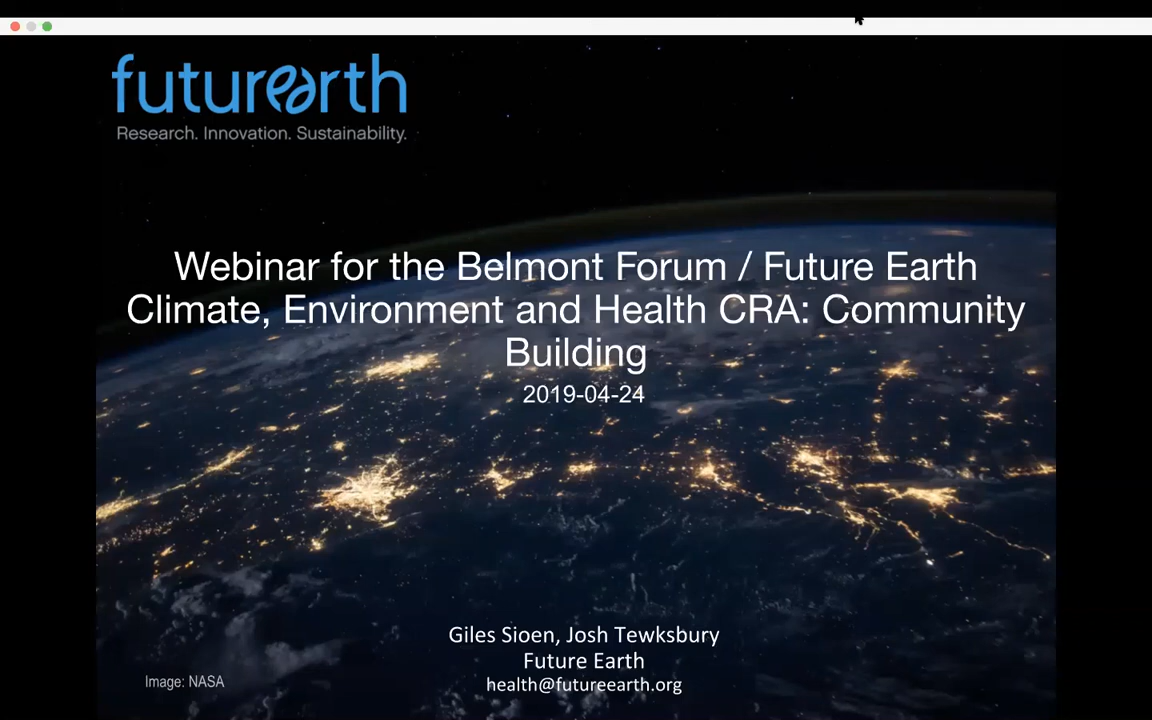 futurearth
Research. Innovation. Sustainability.
Webinar for the Belmont Forum / Future Earth
Climate, Environment and Health CRA: Community
Building
2019-04-24
Giles Sioen, Josh Tewksbury
Future Earth
health@futureearth.org
Image: NASA